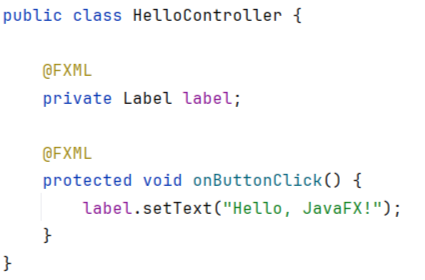 public class HelloController {
@FXML
private Label label;
@FXML
protected void onButtonClick() {
label.setText("Hello, JavaFX!");
}
}